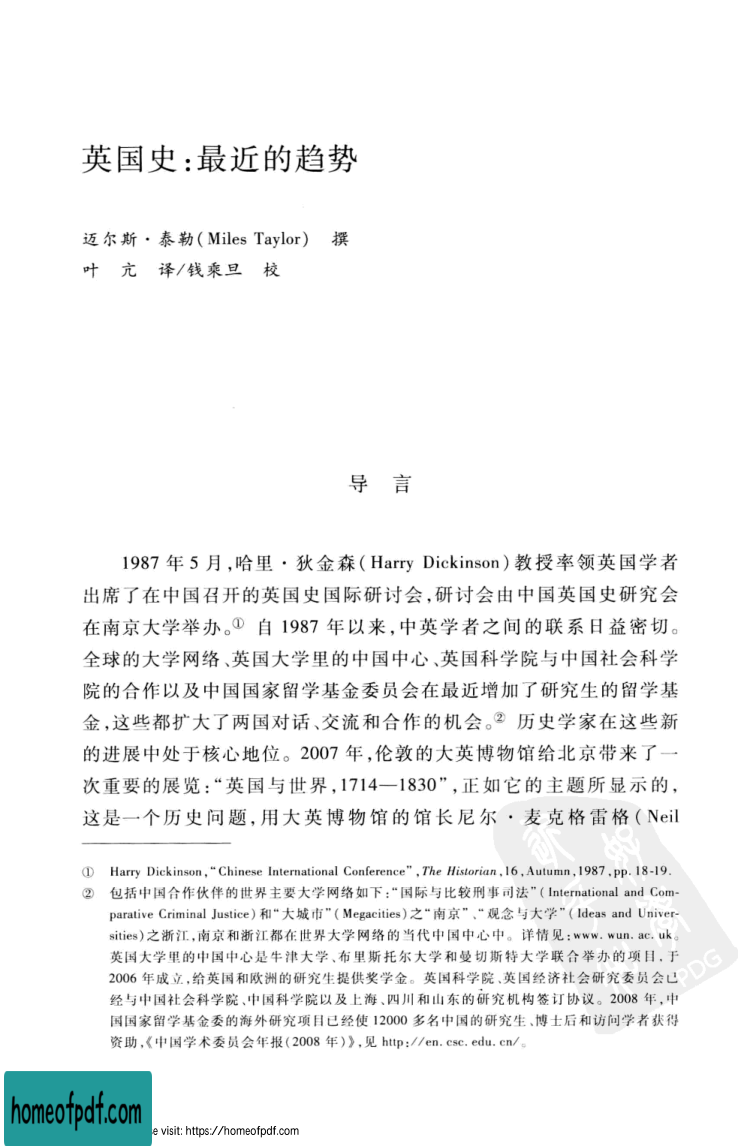 英国史:最近的趋势
迈尔斯·泰勒(Miles Taylor) 撰
叶 亢 译/钱乘旦 校
导 言
1987 年 5 月,哈里·狄金森(Harry Dickinson)教授率领英国学者
出席了在中国召开的英国史国际研讨会,研讨会由中国英国史研究会
在南京大学举办。① 自 1987 年以来,中英学者之间的联系日益密切。
全球的大学网络、英国大学里的中国中心、英国科学院与中国社会科学
院的合作以及中国国家留学基金委员会在最近增加了研究生的留学基
金,这些都扩大了两国对话、交流和合作的机会。② 历史学家在这些新
的进展中处于核心地位。2007 年,伦敦的大英博物馆给北京带来了一
次重要的展览:“英国与世界,1714—1830”,正如它的主题所显示的,
这是一个历史问题,用大英博物馆的馆长尼尔·麦克格雷格(Neil
① Harry Dickinson,“Chinese International Conference”,The Historian,16,Autumn,1987,pp. 18-19.
② 包括中国合作伙伴的世界主要大学网络如下:“国际与比较刑事司法”(International and Com-
parative Criminal Justice)和“大城市”(Megacities)之“南京”、“观念与大学”(Ideas and Univer-
sities)之浙江,南京和浙江都在世界大学网络的当代中国中心中。详情见:www. wun. ac. uk。
英国大学里的中国中心是牛津大学、布里斯托尔大学和曼切斯特大学联合举办的项目,于
2006 年成立,给英国和欧洲的研究生提供奖学金。英国科学院、英国经济社会研究委员会已
经与中国社会科学院、中国科学院以及上海、四川和山东的研究机构签订协议。2008 年,中
国国家留学基金委的海外研究项目已经使 12000 多名中国的研究生、博士后和访问学者获得
资助,《中国学术委员会年报(2008 年)》,见 http://en. csc. edu. cn/。
PDG
homeofpdf.com
e visit: https://homeofpdf.com